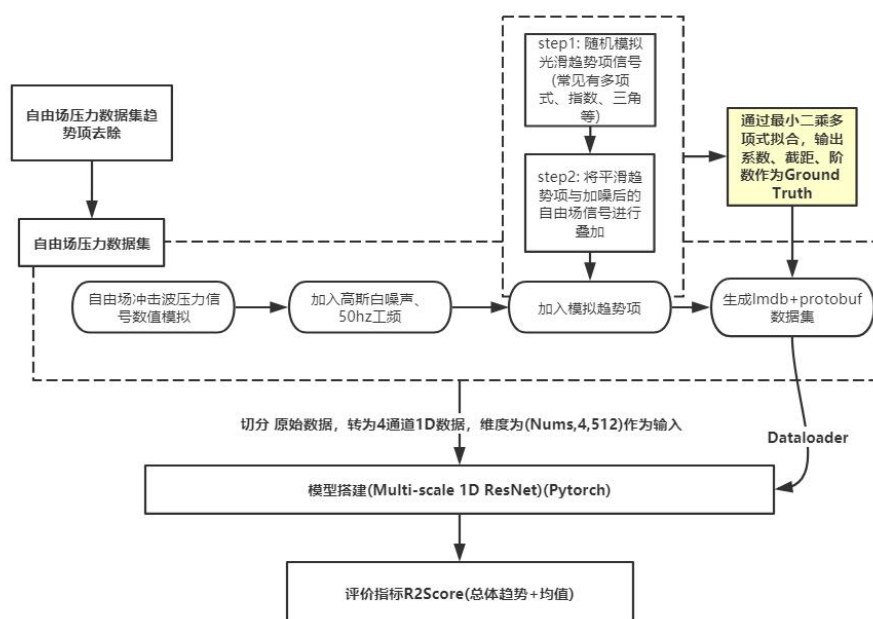 step1: 随机模拟
光滑趋势项信号
(常见有多项
式、指数、三角
等)
自由场压力数据集趋
势项去除
通过最小二乘多
项式拟合，输出
系数、截距、阶
数作为Ground
Truth
step2: 将平滑趋
势项与加噪后的
自由场信号进行
叠加
自由场压力数据集
自由场冲击波压力信
号数值模拟
加入高斯白噪声、
50hz工频
加入模拟趋势项
生成lmdb+protobuf
数据集
切分 原始数据，转为4通道1D数据，维度为(Nums,4,512)作为输入
Dataloader
模型搭建(Multi-scale 1D ResNet)(Pytorch)
评价指标R2Score(总体趋势+均值)